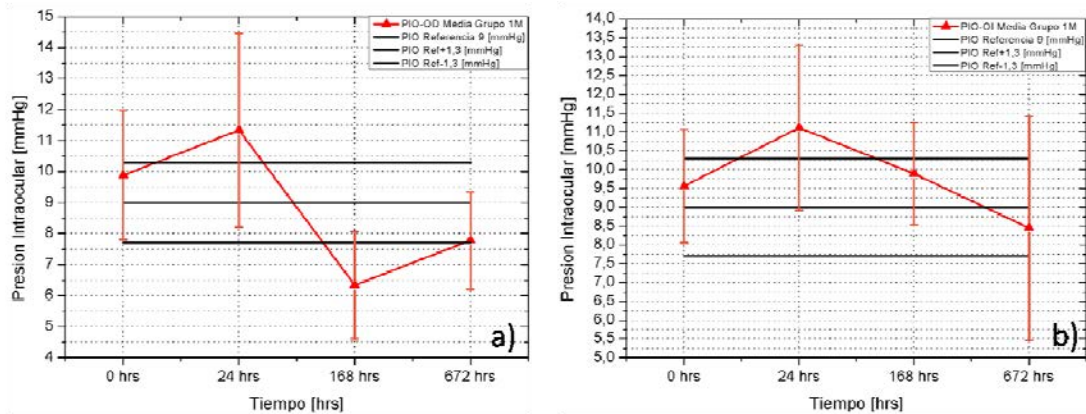 PIO-OD Media Grupo 1M
PIO Referencia 9 [mmHg]
PIO Ref+1,3 [mmHg]
PIO Ref-1,3 [mmHg]
Presion Intraocular [mmHg]
15
14
13
12
11
10
9
8
7
6
5
4
a)
0 hrs 24 hrs 168 hrs 672 hrs
Tiempo [hrs]
PIO-OI Media Grupo 1M
PIO Referencia 9 [mmHg]
PIO Ref+1,3 [mmHg]
PIO Ref-1,3 [mmHg]
Presion Intraocular [mmHg]
14,0
13,5
13,0
12,5
12,0
11,5
11,0
10,5
10,0
9,5
9,0
8,5
8,0
7,5
7,0
6,5
6,0
5,5
5,0
b)
0 hrs 24 hrs 168 hrs 672 hrs
Tiempo [hrs]